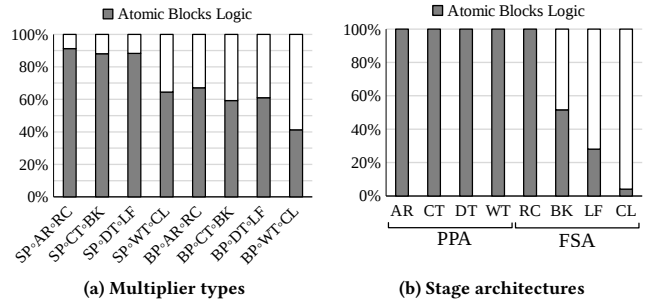 Atomic Blocks Logic
100%
80%
60%
40%
20%
0%
SP∘AR∘RC
SP∘CT∘BK
SP∘DT∘LF
SP∘WT∘CL
BP∘AR∘RC
BP∘CT∘BK
BP∘DT∘LF
BP∘WT∘CL
(a) Multiplier types
Atomic Blocks Logic
100%
80%
60%
40%
20%
0%
AR CT DT WT RC BK LF CL
PPA FSA
(b) Stage architectures